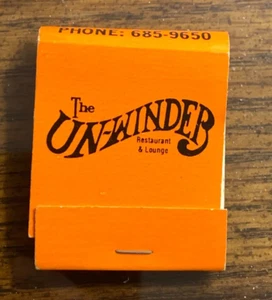 PHONE: 685-9650
The
UN-WINDER
Restaurant
& Lounge